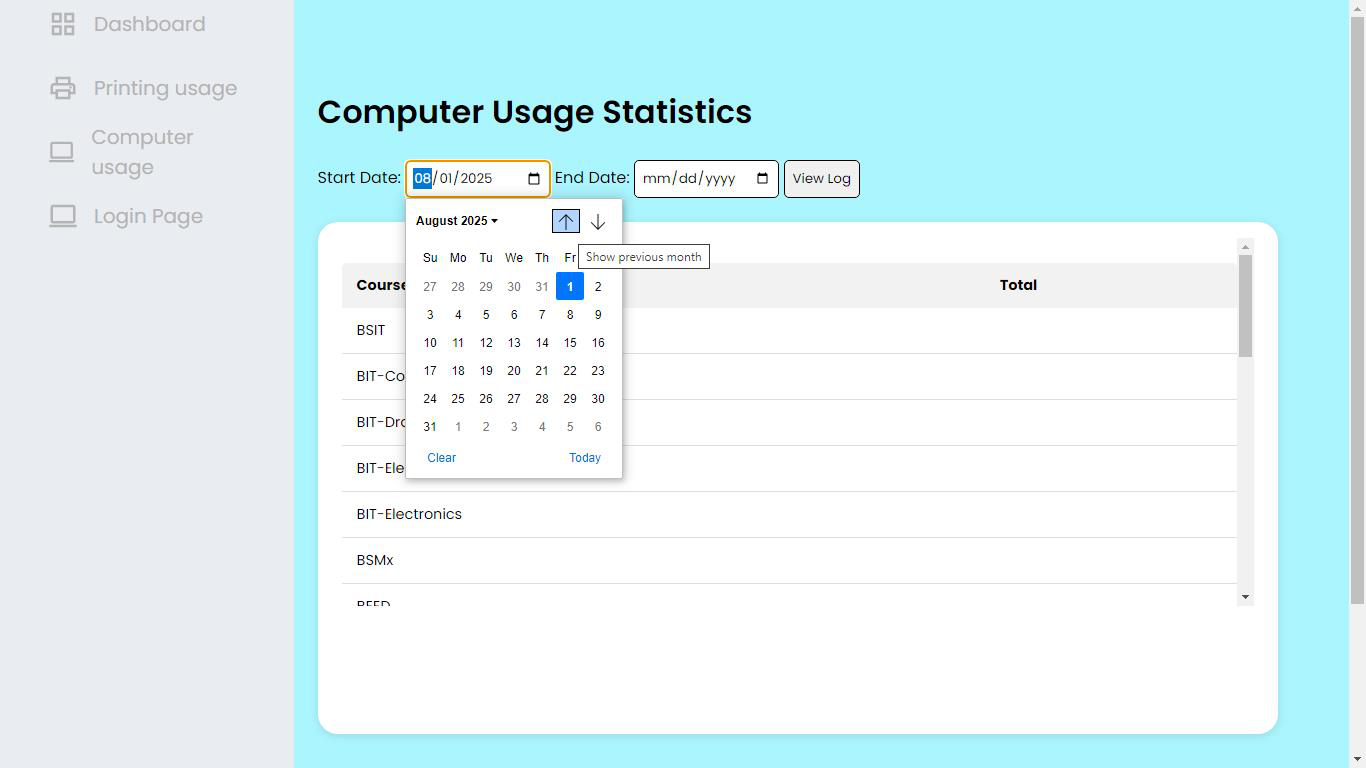 Dashboard
Printing usage
Computer
usage
Login Page
Computer Usage Statistics
Start Date: 08/01/2025 End Date: mm/dd/yyyy View Log
August 2025
Show previous month
Su Mo Tu We Th Fr
27 28 29 30 31 1 2
3 4 5 6 7 8 9
10 11 12 13 14 15 16
17 18 19 20 21 22 23
24 25 26 27 28 29 30
31 1 2 3 4 5 6
Clear Today
Course Total
BSIT
BIT-Co
BIT-Dra
BIT-Ele
BIT-Electronics
BSMx